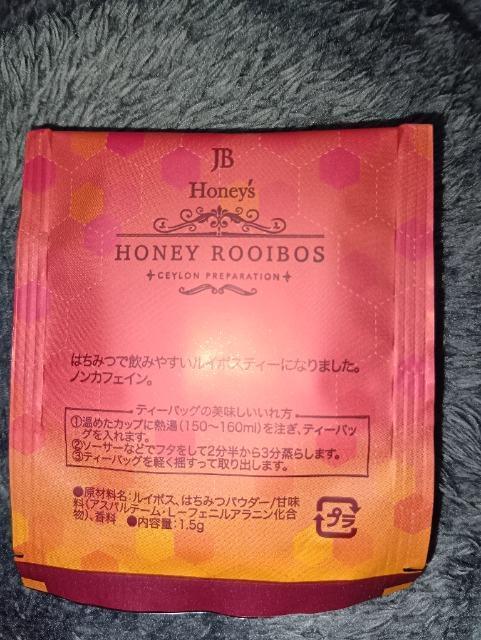 JB
Honey's
HONEY ROOIBOS
CEYLON PREPARATION
はちみつで飲みやすいルイボスティーになりました。
ノンカフェイン。
ティーバッグの美味しいいれ方
①温めたカップに熱湯(150〜160ml)を注ぎ、ティーバッ
グを入れます。
②ソーサーなどでフタをして2分半から3分蒸らします。
③ティーバッグを軽く揺すって取り出します。
●原材料名:ルイボス、はちみつパウダー/甘味
料(アスパルテーム・L－フェニルアラニン化合
物)、香料 ●内容量:1.5g
プラ